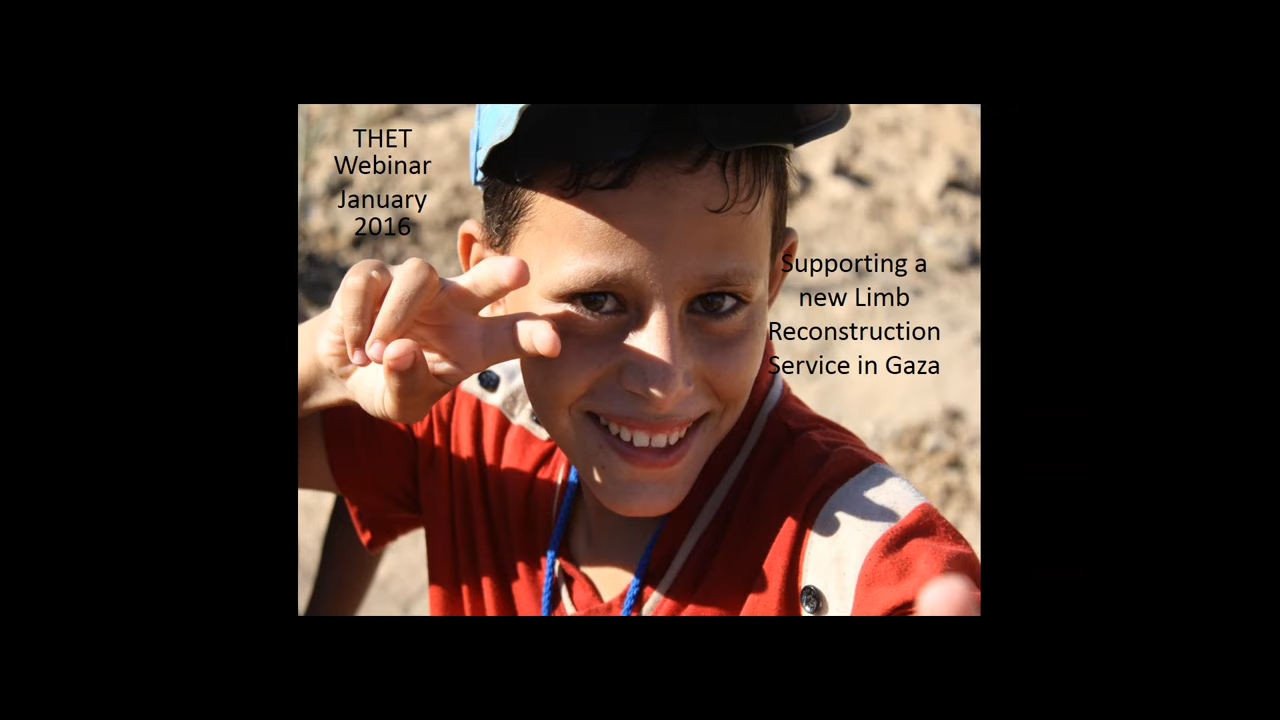 THET
Webinar
January
2016
Supporting a
new Limb
Reconstruction
Service in Gaza